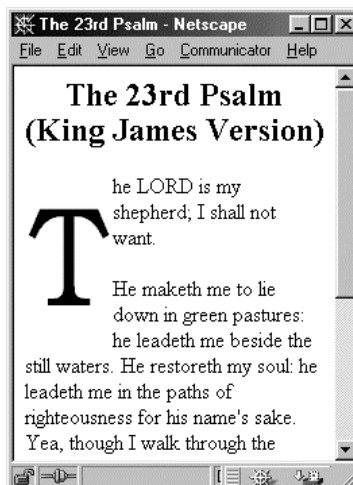 The 23rd Psalm - Netscape
File Edit View Go Communicator Help
The 23rd Psalm
(King James Version)
The LORD is my
shepherd; I shall not
want.
He maketh me to lie
down in green pastures:
he leadeth me beside the
still waters. He restoreth my soul: he
leadeth me in the paths of
righteousness for his name's sake.
Yea, though I walk through the